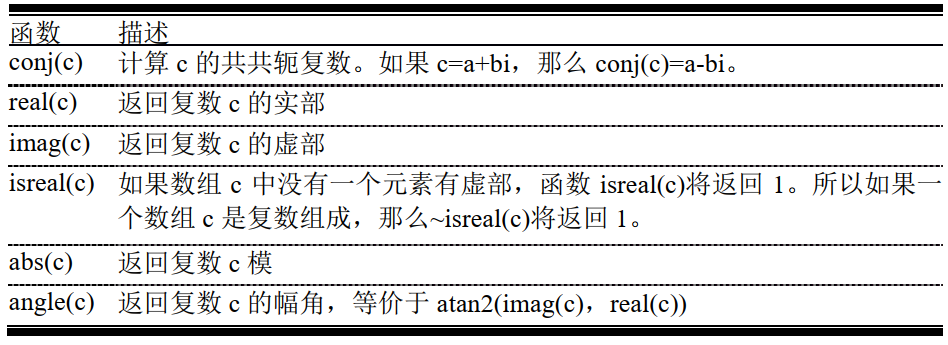 函数 描述
conj(c) 计算 c 的共共轭复数。如果 c=a+bi，那么 conj(c)=a-bi。
real(c) 返回复数 c 的实部
imag(c) 返回复数 c 的虚部
isreal(c) 如果数组 c 中没有一个元素有虚部，函数 isreal(c)将返回 1。所以如果一
个数组 c 是复数组成，那么~isreal(c)将返回 1。
abs(c) 返回复数 c 模
angle(c) 返回复数 c 的幅角，等价于 atan2(imag(c)，real(c))